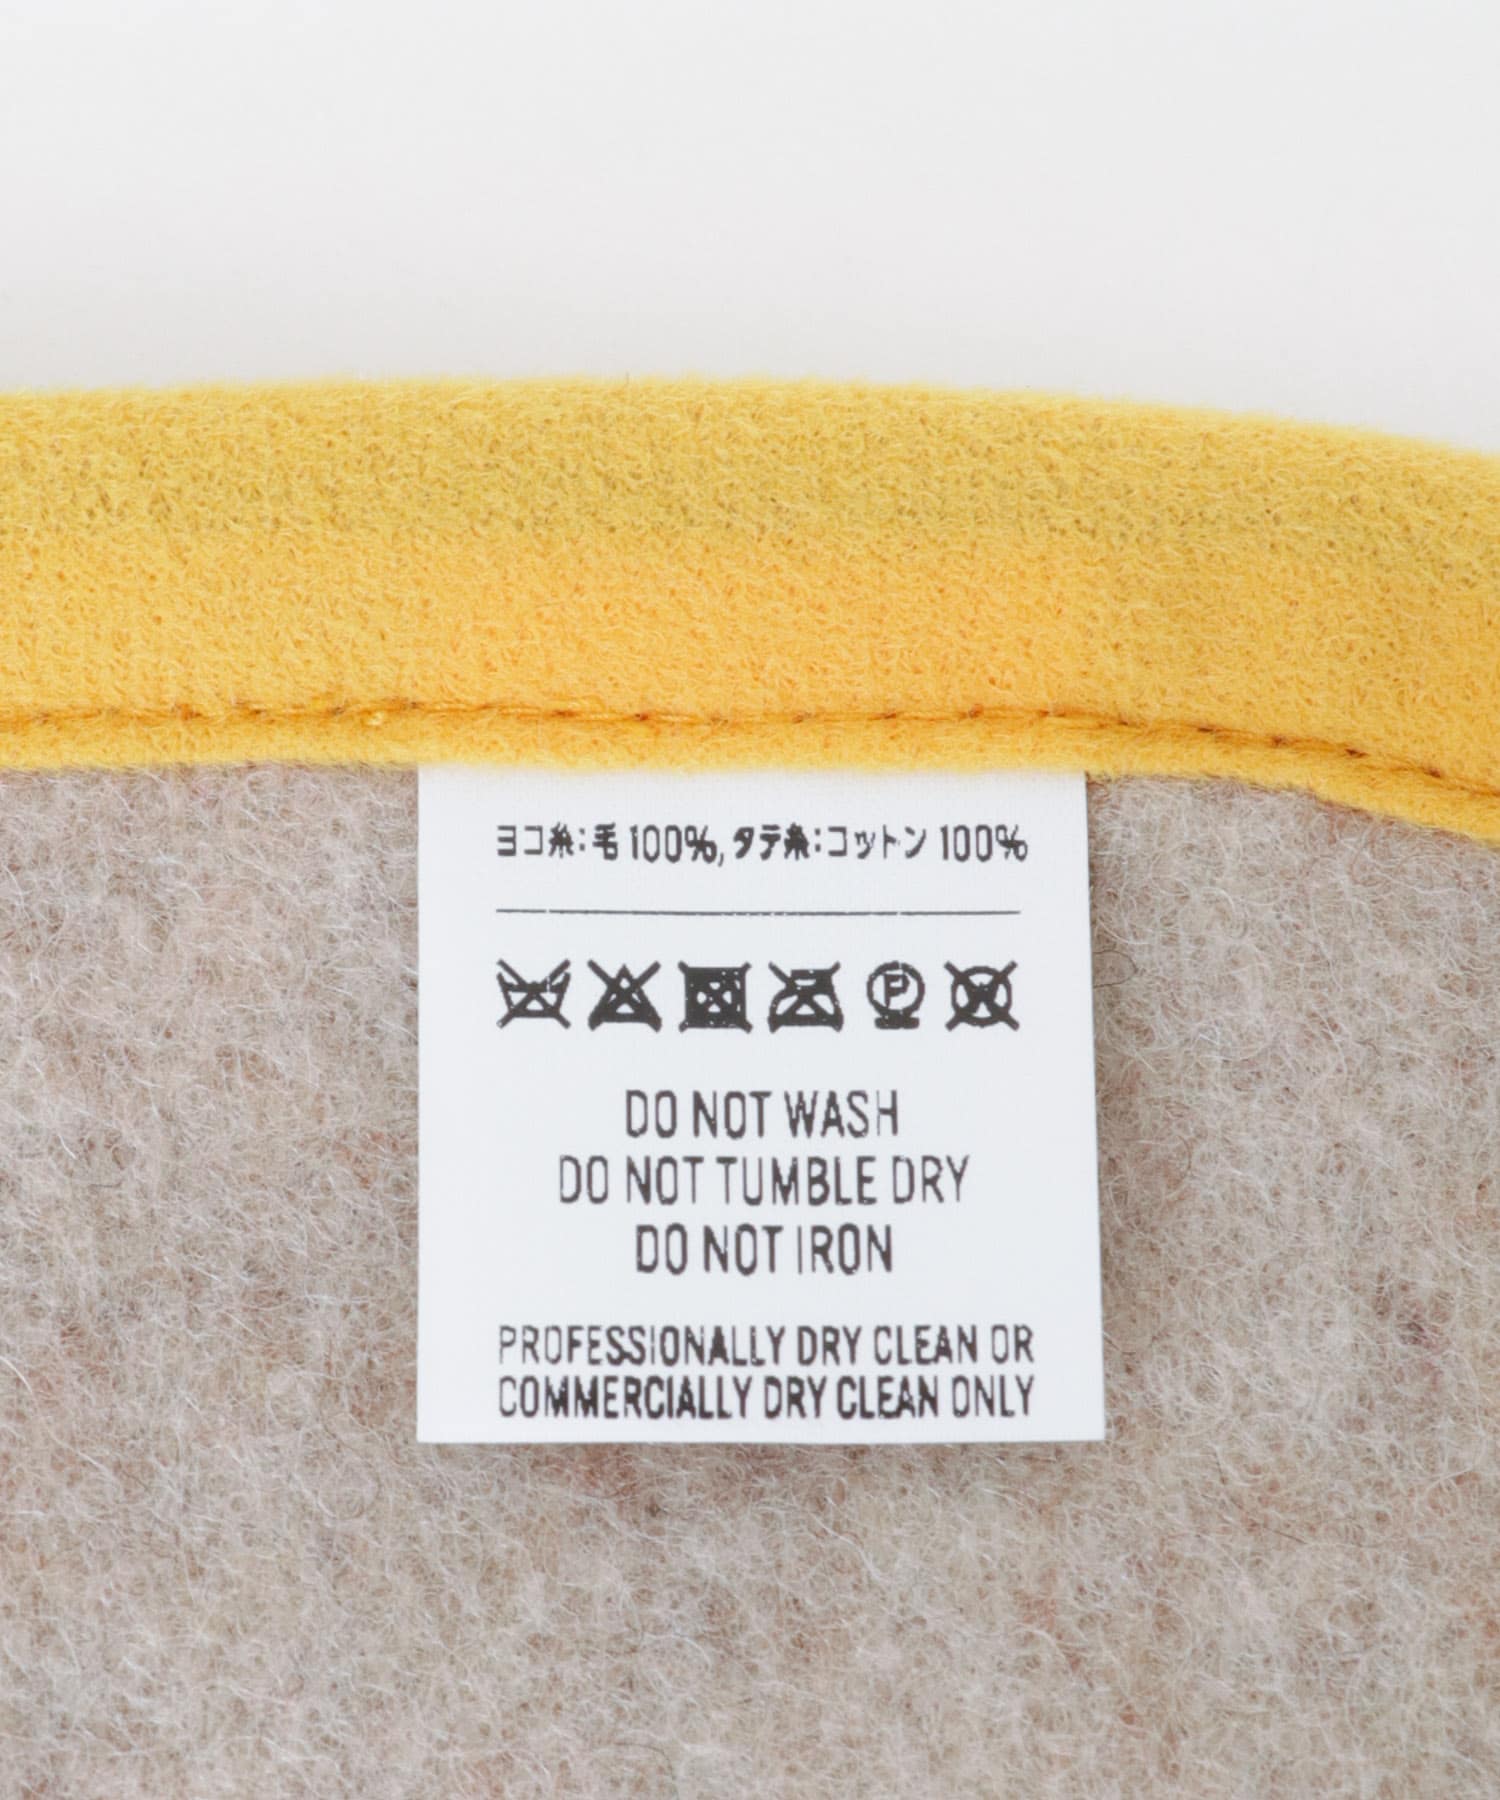 ヨコ糸:毛 100%, タテ糸:コットン 100%
P
DO NOT WASH
DO NOT TUMBLE DRY
DO NOT IRON
PROFESSIONALLY DRY CLEAN OR
COMMERCIALLY DRY CLEAN ONLY